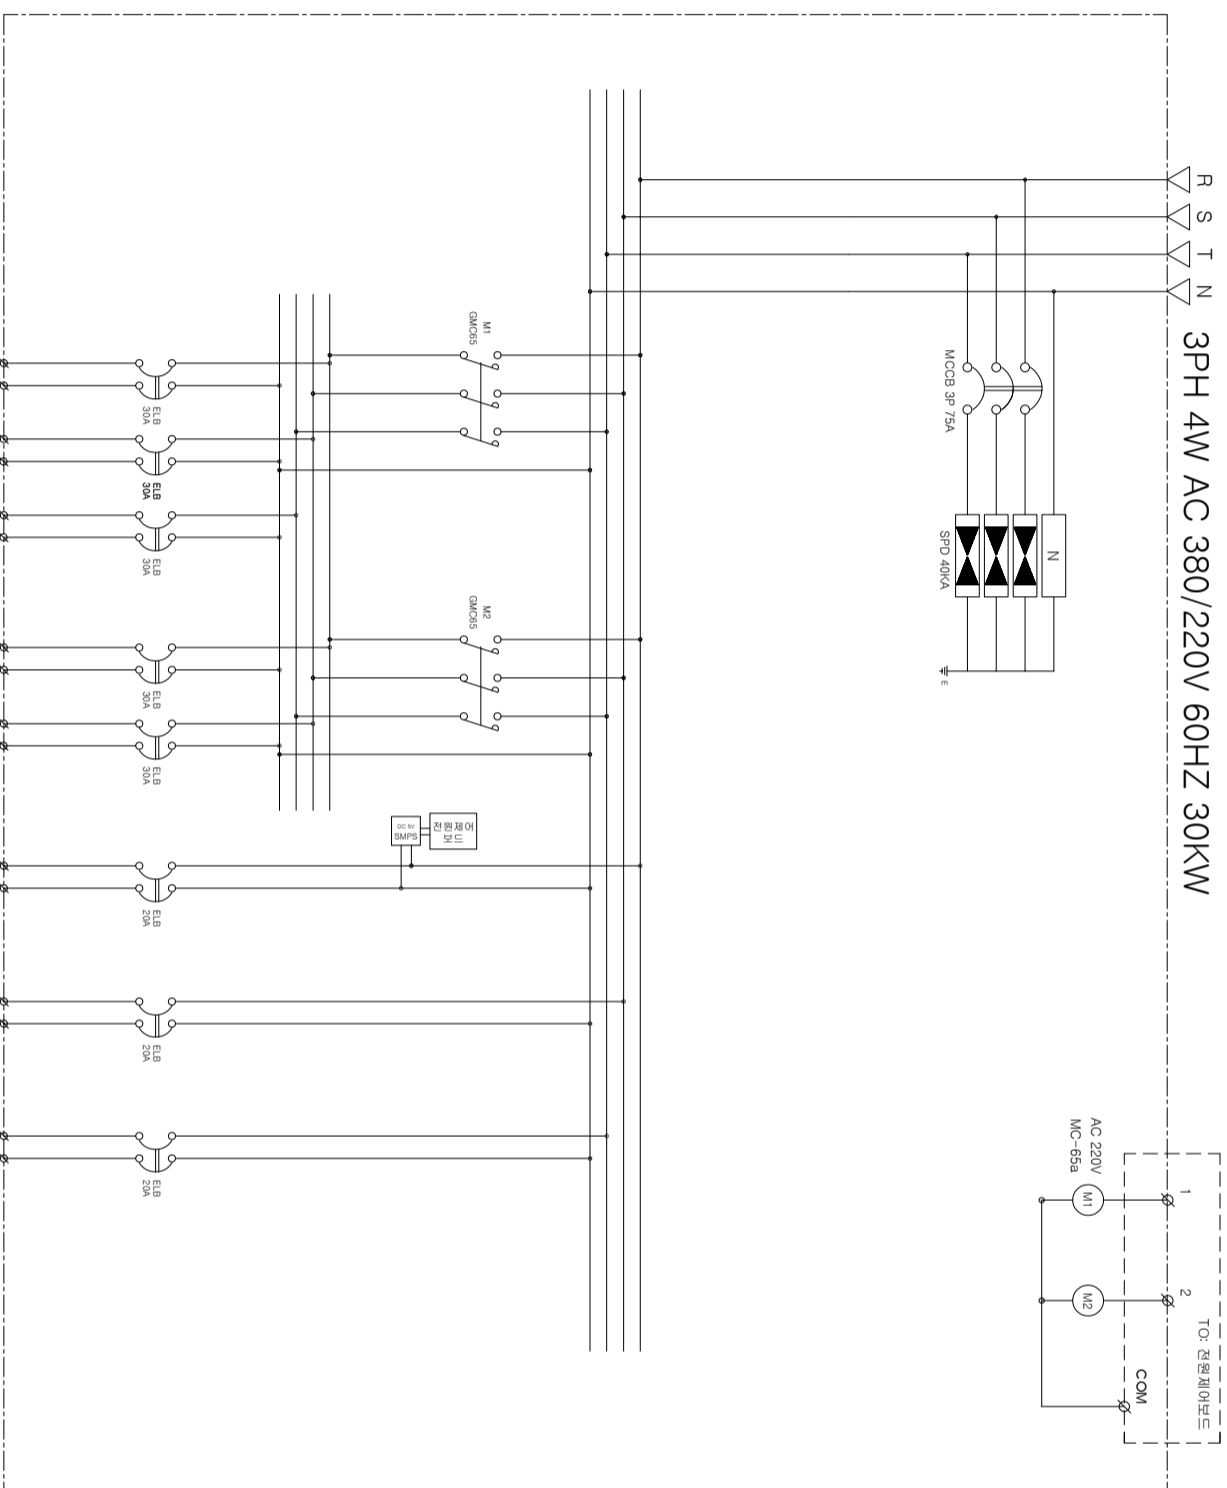 R
S
T
N
3PH 4W AC 380/220V 60HZ 30KW
MCCB 3P 75A
N
SPD 40KA
E
M1
GMC65
M2
GMC65
ELB
30A
ELB
30A
ELB
30A
ELB
30A
ELB
30A
전원제어
DC 5V
SMPS
ELB
20A
ELB
20A
ELB
20A
1
2
TO: 전원제어보드
COM
AC 220V
MC-65a
M1
M2